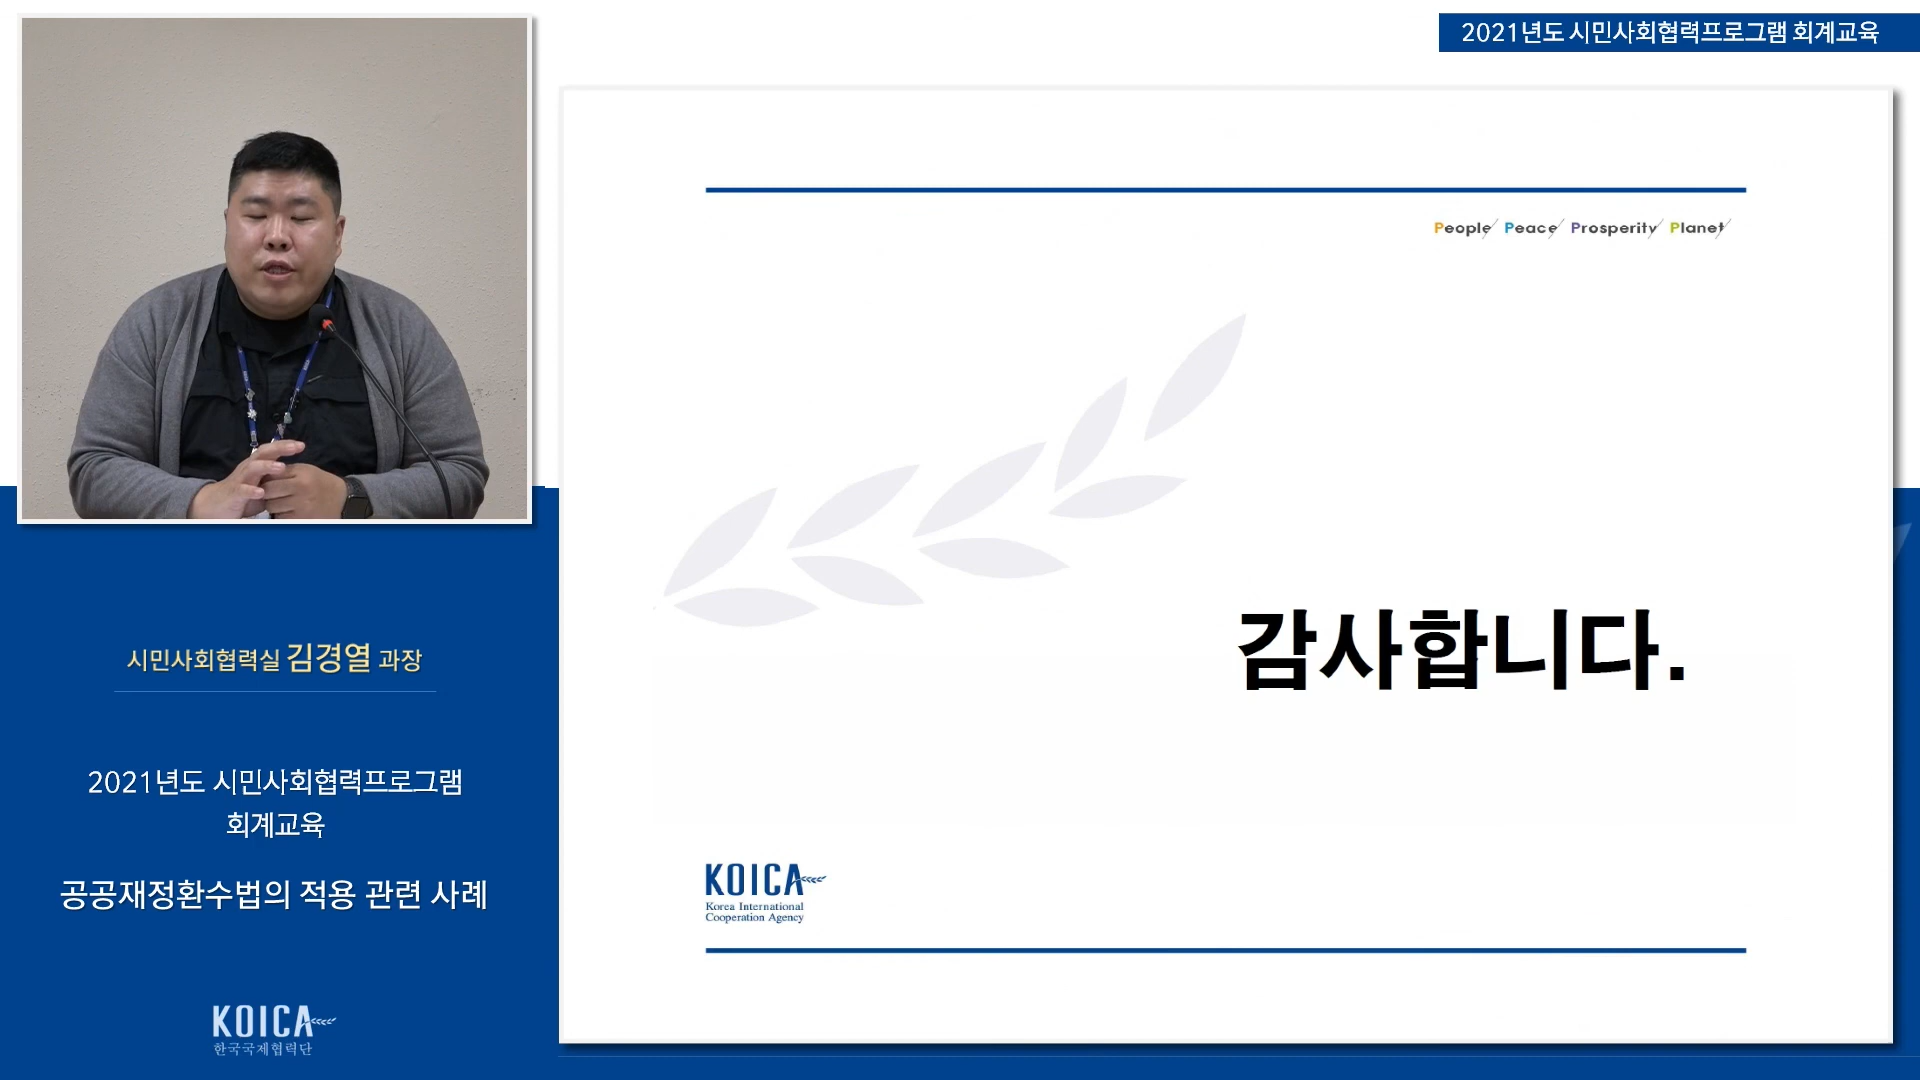 2021년도 시민사회협력프로그램 회계교육
People Peace Prosperity Planet
감사합니다.
KOICA
Korea International
Cooperation Agency
시민사회협력실 김경열 과장
2021년도 시민사회협력프로그램
회계교육
공공재정환수법의 적용 관련 사례
KOICA
한국국제협력단